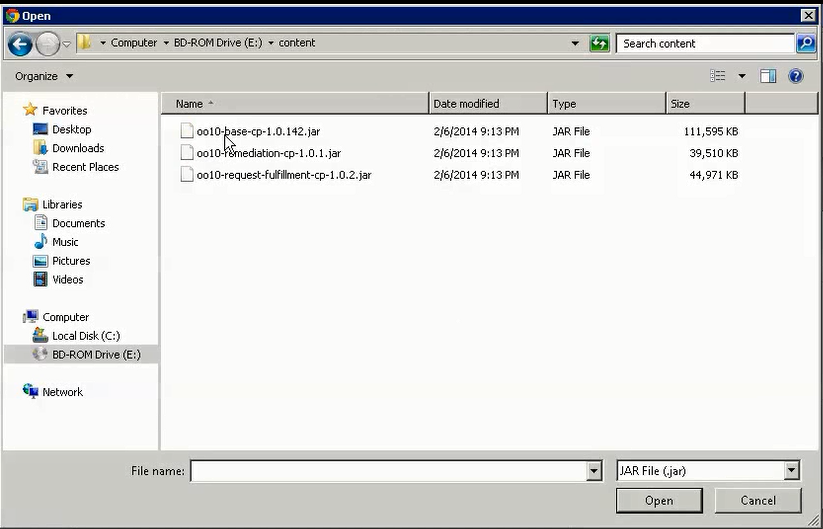 Open
Computer BD-ROM Drive (E:) content Search content
Organize
Favorites
Desktop
Downloads
Recent Places
Libraries
Documents
Music
Pictures
Videos
Computer
Local Disk (C:)
BD-ROM Drive (E:)
Network
Name Date modified Type Size
oo10-base-cp-1.0.142.jar 2/6/2014 9:13 PM JAR File 111,595 KB
oo10-remediation-cp-1.0.1.jar 2/6/2014 9:13 PM JAR File 39,510 KB
oo10-request-fulfillment-cp-1.0.2.jar 2/6/2014 9:13 PM JAR File 44,971 KB
File name: JAR File (.jar)
Open Cancel